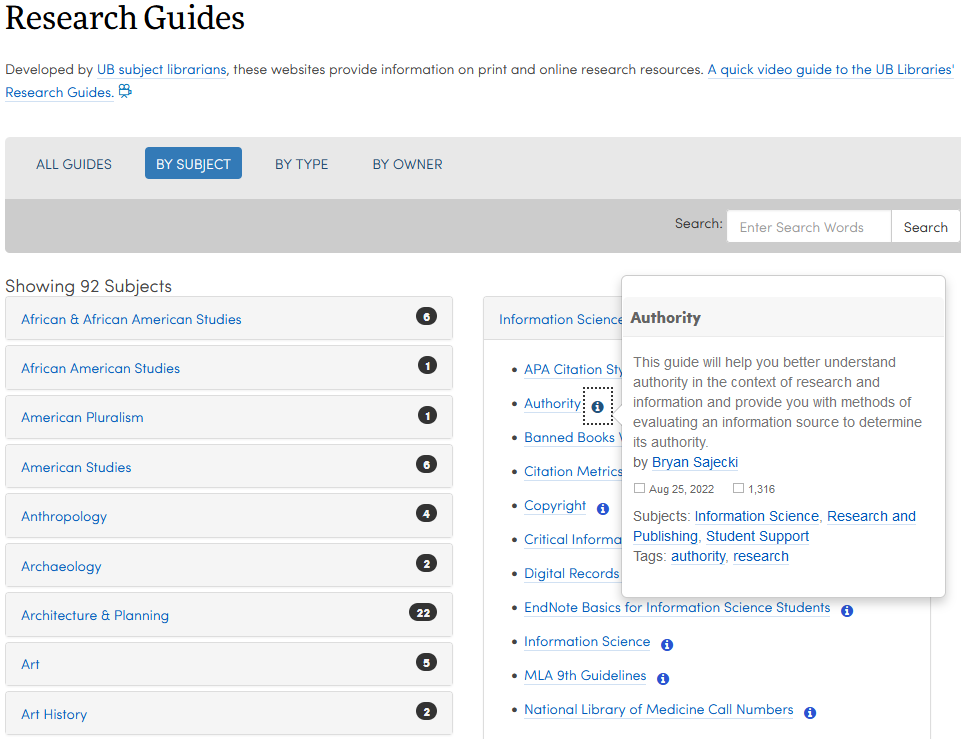 Research Guides
Developed by UB subject librarians, these websites provide information on print and online research resources. A quick video guide to the UB Libraries'
Research Guides.
ALL GUIDES
BY SUBJECT
BY TYPE
BY OWNER
Search:
Enter Search Words
Search
Showing 92 Subjects
African & African American Studies 6
African American Studies 1
American Pluralism 1
American Studies 6
Anthropology 4
Archaeology 2
Architecture & Planning 22
Art 5
Art History 2
Information Science
APA Citation Sty
Authority
Banned Books
Citation Metrics
Copyright
Critical Informa
Digital Records
EndNote Basics for Information Science Students
Information Science
MLA 9th Guidelines
National Library of Medicine Call Numbers
Authority
This guide will help you better understand
authority in the context of research and
information and provide you with methods of
evaluating an information source to determine
its authority.
by Bryan Sajecki
Aug 25, 2022 1,316
Subjects: Information Science, Research and
Publishing, Student Support
Tags: authority, research